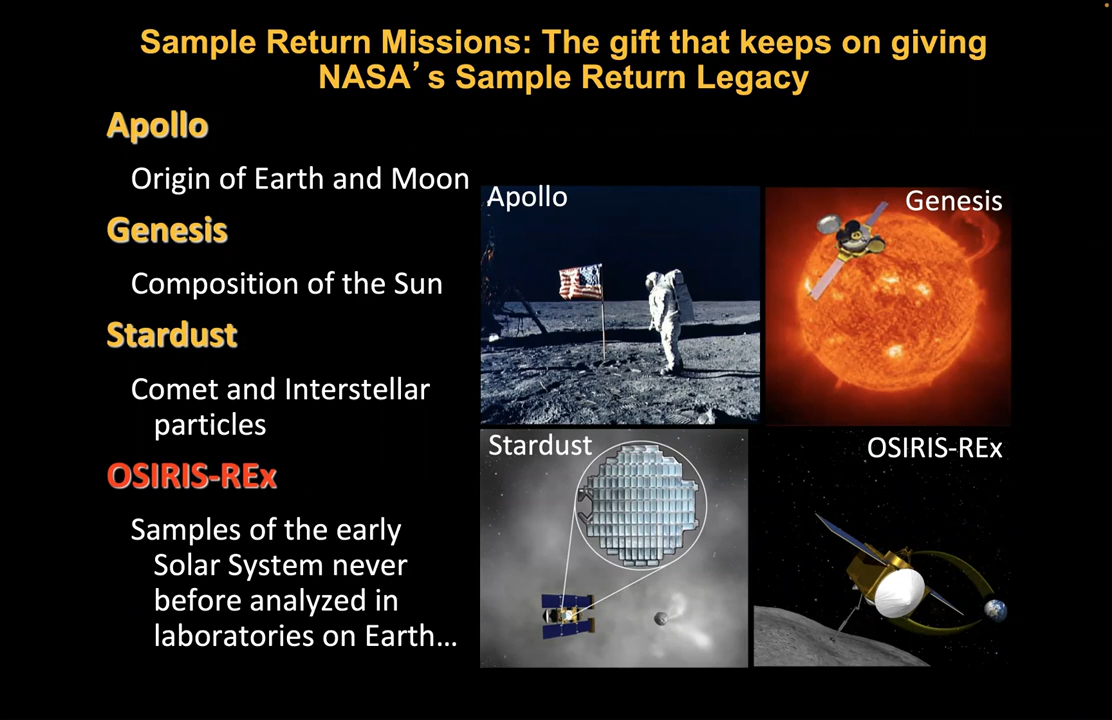 Sample Return Missions: The gift that keeps on giving
NASA’s Sample Return Legacy
Apollo
Origin of Earth and Moon
Genesis
Composition of the Sun
Stardust
Comet and Interstellar
particles
OSIRIS-REx
Samples of the early
Solar System never
before analyzed in
laboratories on Earth…
Apollo
Genesis
Stardust
OSIRIS-REx